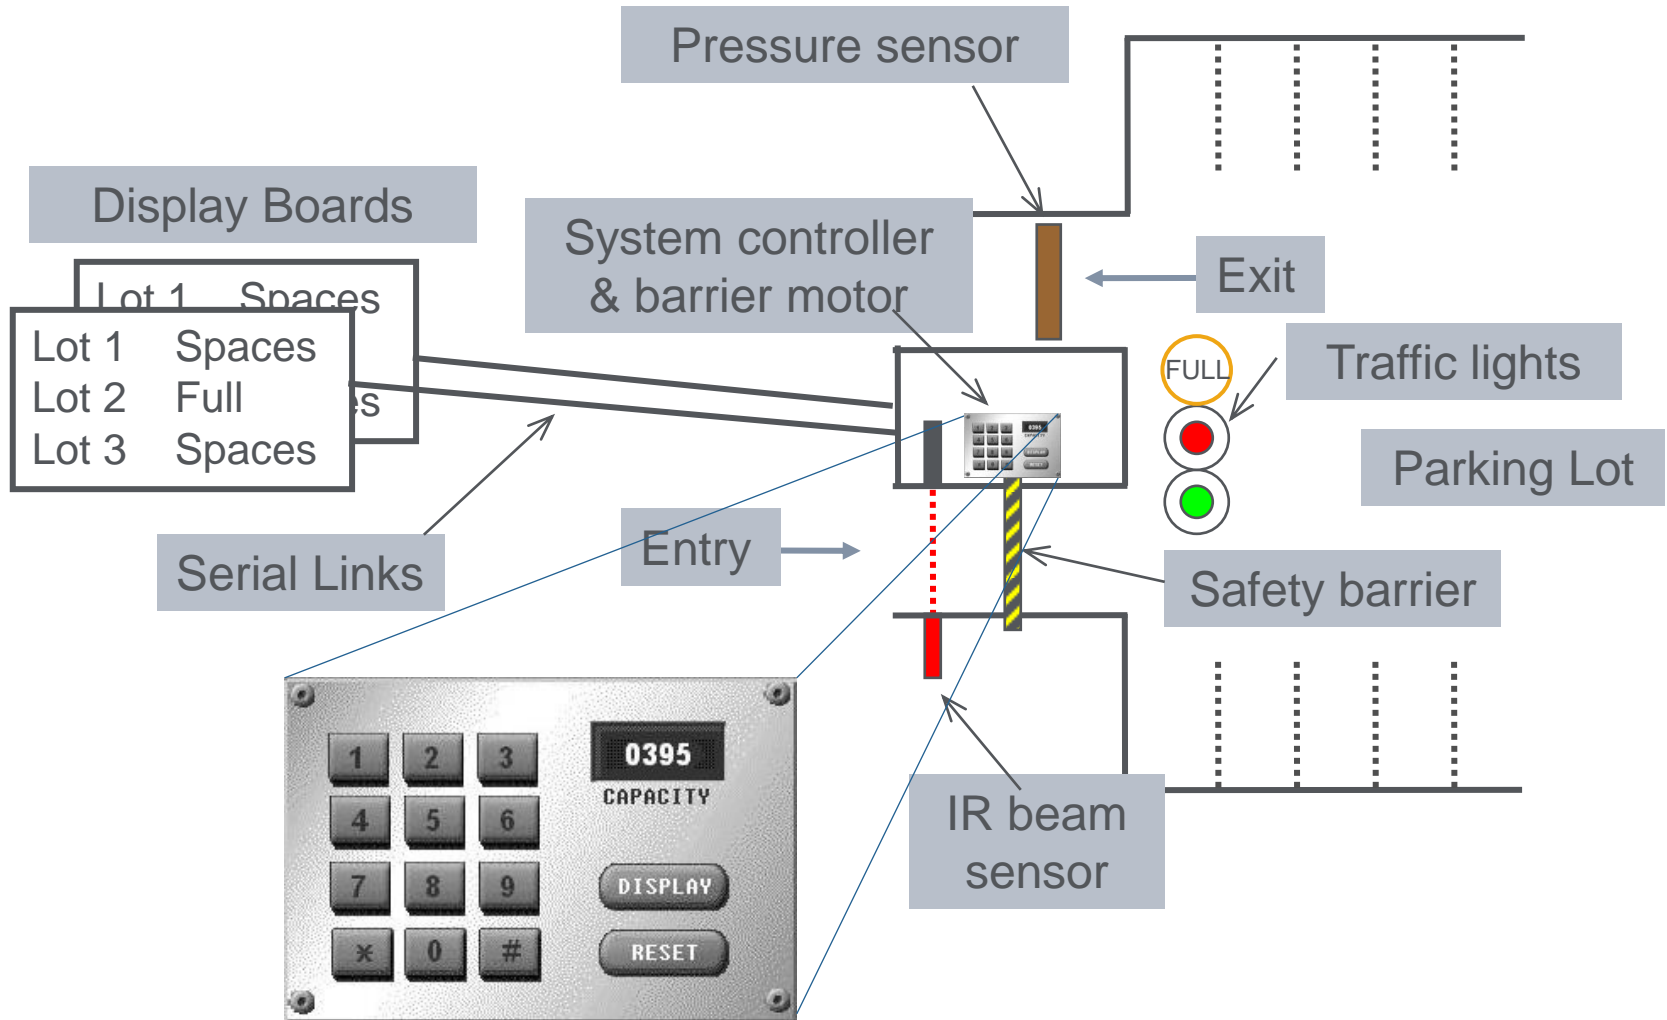 Pressure sensor
Display Boards
System controller
& barrier motor
Exit
Lot 1 Spaces
Lot 1 Spaces
Lot 2 Full
Lot 3 Spaces
FULL
Traffic lights
Parking Lot
Entry
Serial Links
Safety barrier
IR beam
sensor
1 2 3
0395
CAPACITY
4 5 6
7 8 9
DISPLAY
* 0 #
RESET